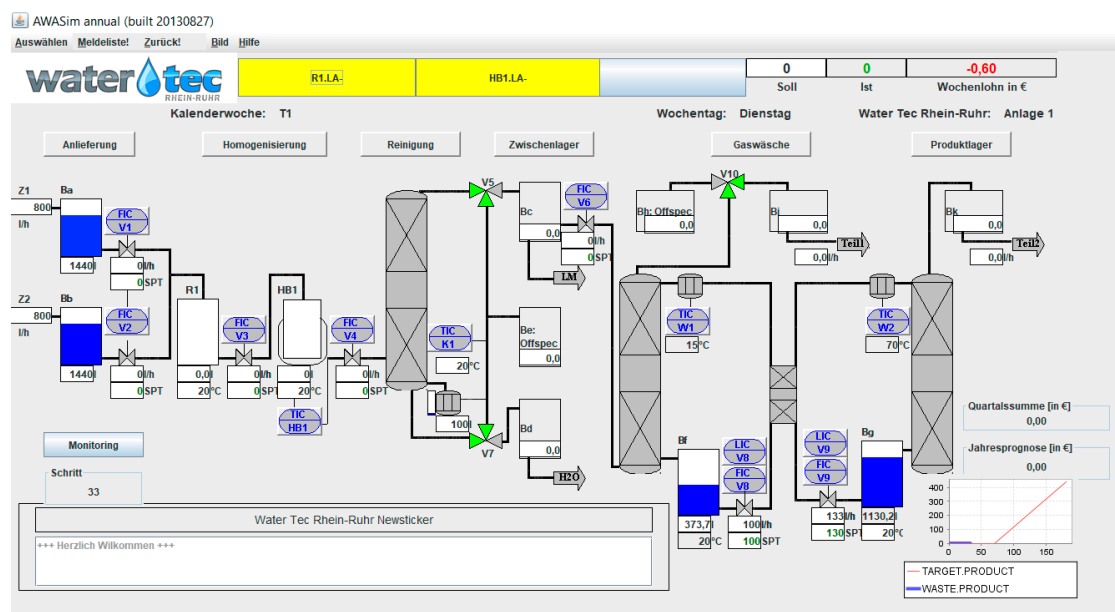 AWASim annual (built 20130827)
Auswählen Meldeliste! Zurück! Bild Hilfe
water tec
RHEIN-RUHR
R1.LA-
HB1.LA-
0 0 -0,60
Soll Ist Wochenlohn in €
Kalenderwoche: T1
Wochentag: Dienstag
Water Tec Rhein-Ruhr: Anlage 1
Anlieferung
Homogenisierung
Reinigung
Zwischenlager
Gaswäsche
Produktlager
Z1
800
l/h
Ba
1440l
FIC
V1
0l/h
0SPT
Z2
800
l/h
Bb
1440l
FIC
V2
0l/h
0SPT
R1
0,0l
20°C
FIC
V3
0l/h
0SPT
HB1
0l
20°C
TIC
HB1
FIC
V4
0l/h
0SPT
TIC
K1
20°C
100l
V5
V7
Bc
0,0
LM
Be:
Offspec
0,0
Bd
0,0
H2O
FIC
V6
0l/h
0SPT
V10
Bh: Offspec
0,0
Bi
0,0
Teil1
0,0l/h
TIC
W1
15°C
TIC
W2
70°C
Bf
373,7l
20°C
LIC
V8
FIC
V8
100l/h
100SPT
LIC
V9
FIC
V9
133l/h
130SPT
Bg
1130,2l
20°C
Bk
0,0
Teil2
0,0l/h
Monitoring
Schritt
33
Water Tec Rhein-Ruhr Newsticker
+++ Herzlich Wilkommen +++
Quartalssumme [in €]
0,00
Jahresprognose [in €]
0,00
400
300
200
100
0
0 50 100 150
TARGET.PRODUCT
WASTE.PRODUCT